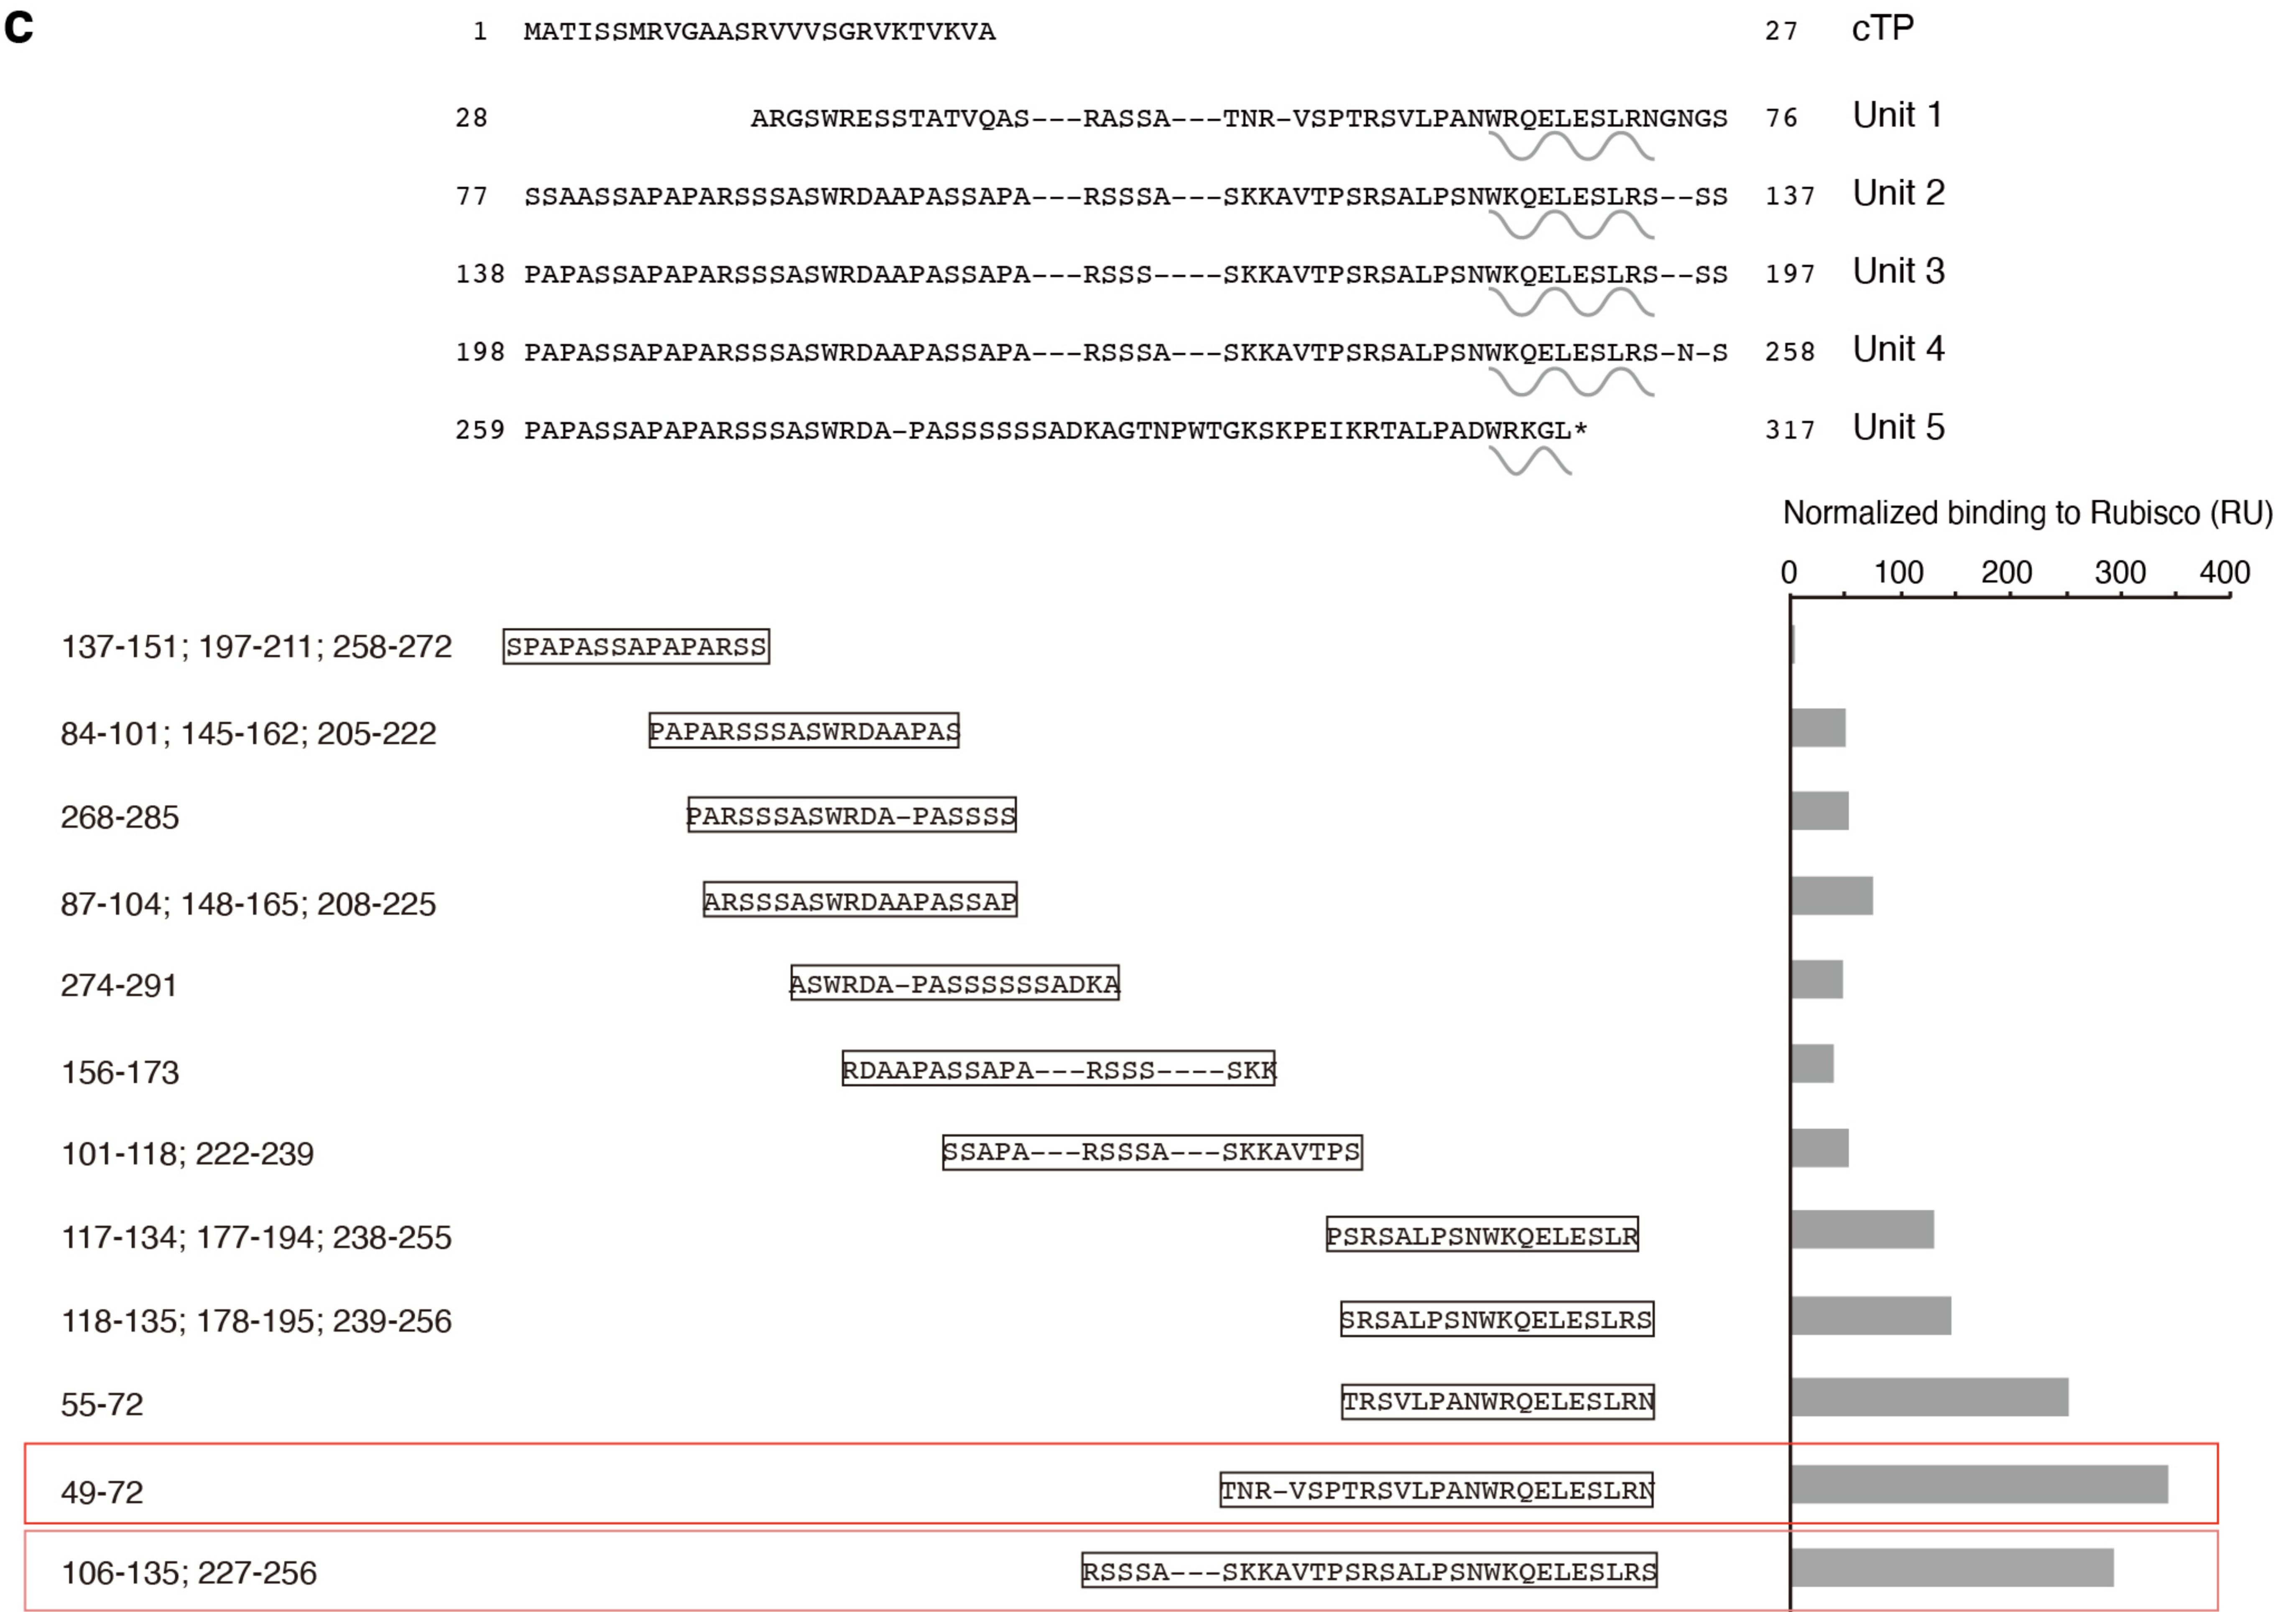 c
1 MATISSMRVGAASRVVVSGRVKTVKVA 27 cTP
28 ARGSWRESSTATVQAS---RASSA---TNR-VSPTRSVLPANWRQELESLRNGNGS 76 Unit 1
77 SSAASSAPAPARSSSASWRDAAPASSAPA---RSSSA---SKKAVTPSRSALPSNWKQELESLRS--SS 137 Unit 2
138 PAPASSAPAPARSSSASWRDAAPASSAPA---RSSS----SKKAVTPSRSALPSNWKQELESLRS--SS 197 Unit 3
198 PAPASSAPAPARSSSASWRDAAPASSAPA---RSSSA---SKKAVTPSRSALPSNWKQELESLRS-N-S 258 Unit 4
259 PAPASSAPAPARSSSASWRDA-PASSSSSSADKAGTNPWTGKSKPEIKRTALPADWRKGL* 317 Unit 5
Normalized binding to Rubisco (RU)
0 100 200 300 400
137-151; 197-211; 258-272 SPAPASSAPAPARSS
84-101; 145-162; 205-222 PAPARSSSASWRDAAPAS
268-285 PARSSSASWRDA-PASSSS
87-104; 148-165; 208-225 ARSSSASWRDAAPASSAP
274-291 ASWRDA-PASSSSSSADKA
156-173 RDAAPASSAPA---RSSS----SKK
101-118; 222-239 SSAPA---RSSSA---SKKAVTPS
117-134; 177-194; 238-255 PSRSALPSNWKQELESLR
118-135; 178-195; 239-256 SRSALPSNWKQELESLRS
55-72 TRSVLPANWRQELESLRN
49-72 TNR-VSPTRSVLPANWRQELESLRN
106-135; 227-256 RSSSA---SKKAVTPSRSALPSNWKQELESLRS